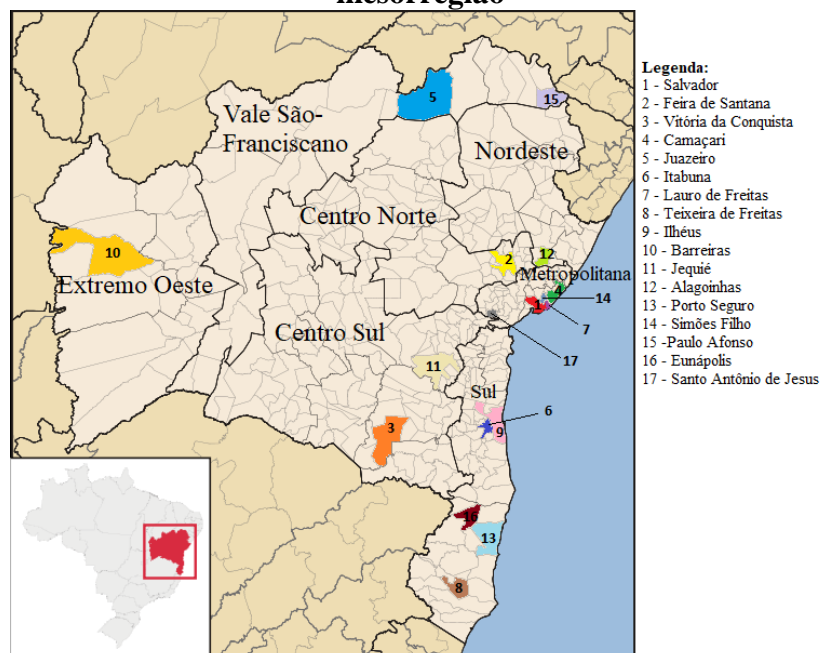 mesorregião
Vale São-
Franciscano
Nordeste
Centro Norte
Metropolitana
Extremo Oeste
Centro Sul
Sul
5
15
10
2
12
4
1
14
7
17
11
6
3
9
16
13
8
Legenda:
1 - Salvador
2 - Feira de Santana
3 - Vitória da Conquista
4 - Camaçari
5 - Juazeiro
6 - Itabuna
7 - Lauro de Freitas
8 - Teixeira de Freitas
9 - Ilhéus
10 - Barreiras
11 - Jequié
12 - Alagoinhas
13 - Porto Seguro
14 - Simões Filho
15 -Paulo Afonso
16 - Eunápolis
17 - Santo Antônio de Jesus